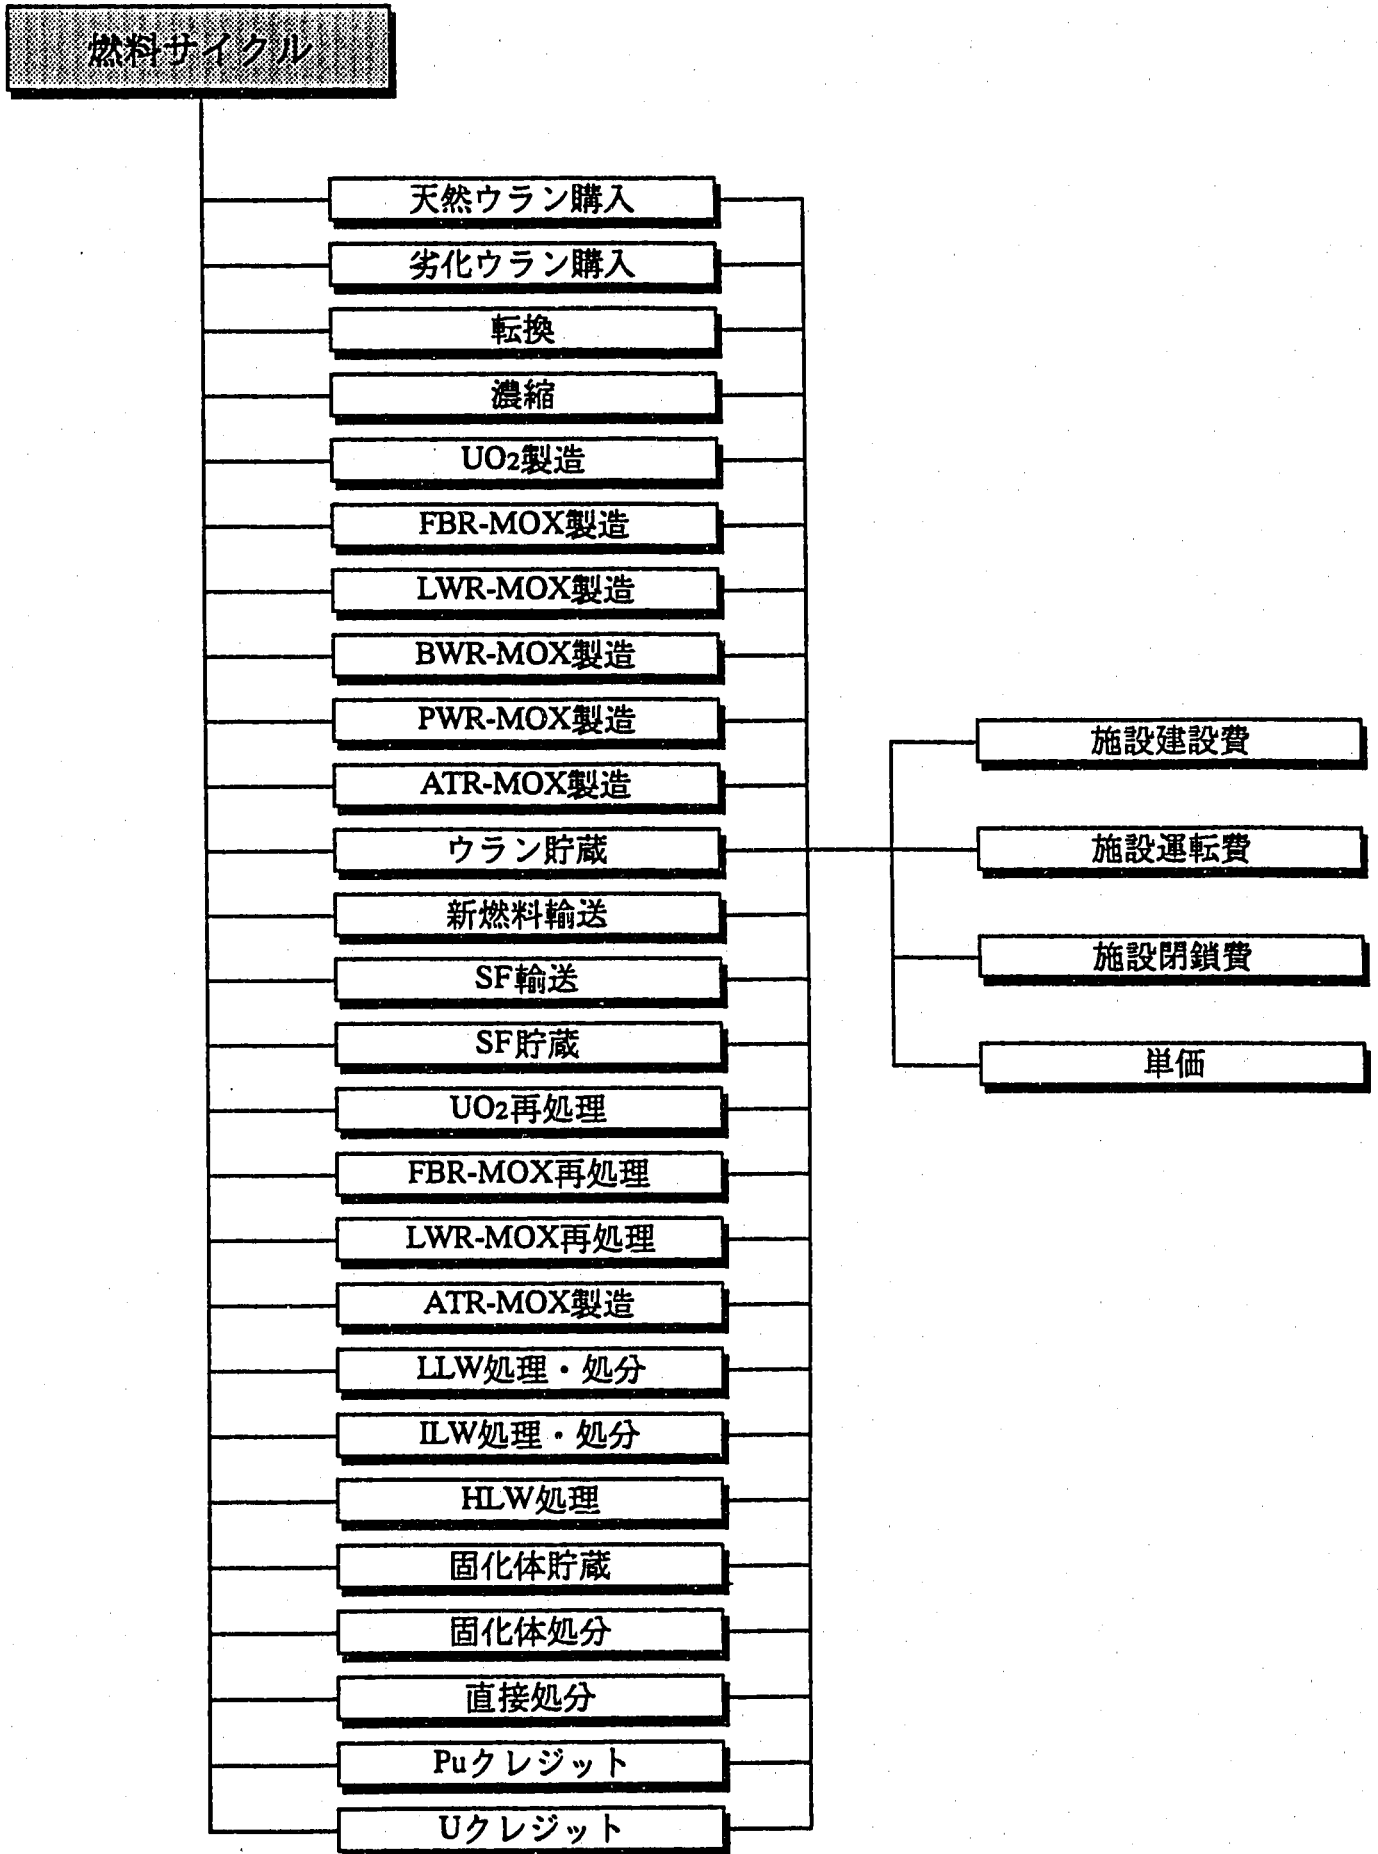 燃料サイクル
天然ウラン購入
劣化ウラン購入
転換
濃縮
UO2製造
FBR-MOX製造
LWR-MOX製造
BWR-MOX製造
PWR-MOX製造
ATR-MOX製造
ウラン貯蔵
新燃料輸送
SF輸送
SF貯蔵
UO2再処理
FBR-MOX再処理
LWR-MOX再処理
ATR-MOX製造
LLW処理・処分
ILW処理・処分
HLW処理
固化体貯蔵
固化体処分
直接処分
Puクレジット
Uクレジット
施設建設費
施設運転費
施設閉鎖費
単価